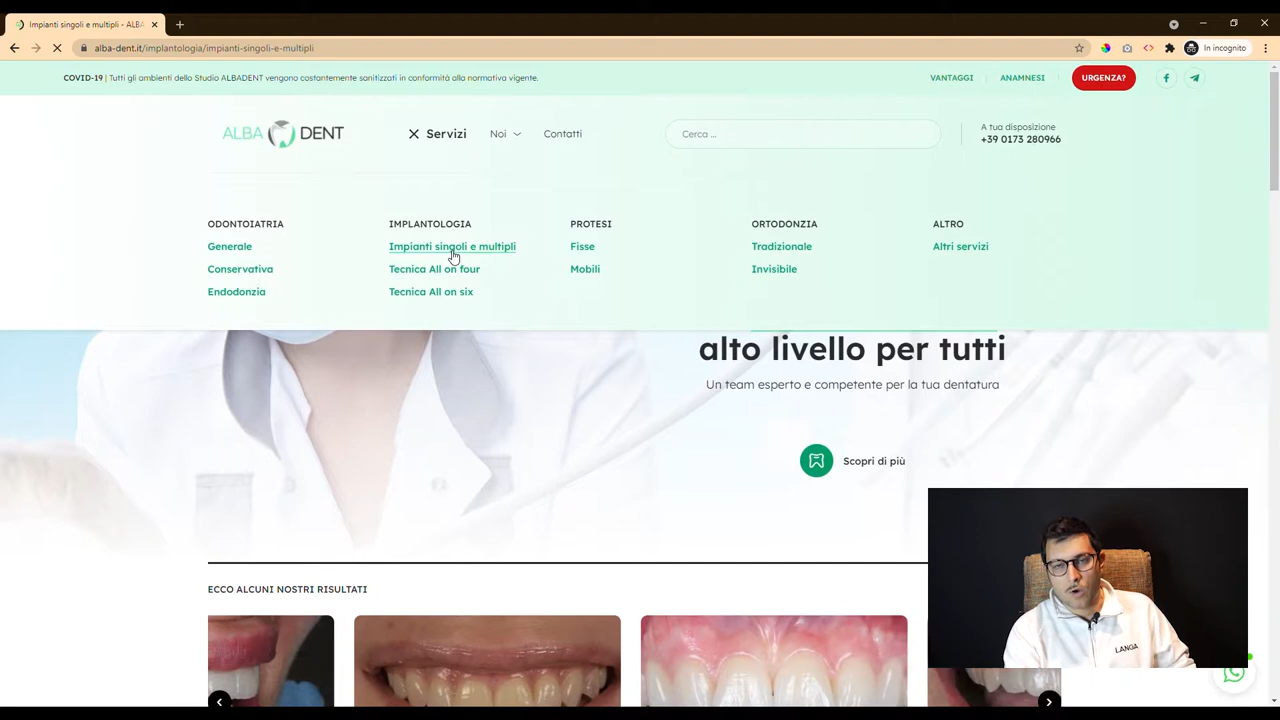 Impianti singoli e multipli - ALBA
alba-dent.it/implantologia/impianti-singoli-e-multipli
In incognito
COVID-19 | Tutti gli ambienti dello Studio ALBADENT vengono costantemente sanitizzati in conformità alla normativa vigente.
VANTAGGI
ANAMNESI
URGENZA?
ALBA DENT
Servizi
Noi
Contatti
Cerca ...
A tua disposizione
+39 0173 280966
ODONTOIATRIA
Generale
Conservativa
Endodonzia
IMPLANTOLOGIA
Impianti singoli e multipli
Tecnica All on four
Tecnica All on six
PROTESI
Fisse
Mobili
ORTODONZIA
Tradizionale
Invisibile
ALTRO
Altri servizi
alto livello per tutti
Un team esperto e competente per la tua dentatura
Scopri di più
ECCO ALCUNI NOSTRI RISULTATI
LANGA